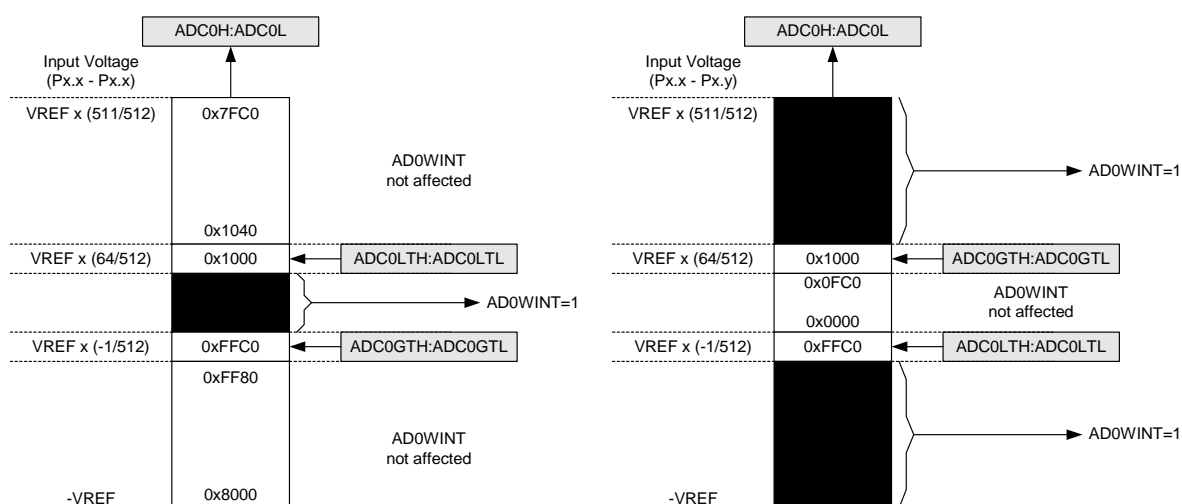 ADC0H:ADC0L
Input Voltage
(Px.x - Px.x)
VREF x (511/512)
0x7FC0
AD0WINT
not affected
0x1040
VREF x (64/512)
0x1000
ADC0LTH:ADC0LTL
AD0WINT=1
VREF x (-1/512)
0xFFC0
ADC0GTH:ADC0GTL
0xFF80
AD0WINT
not affected
-VREF
0x8000
ADC0H:ADC0L
Input Voltage
(Px.x - Px.y)
VREF x (511/512)
AD0WINT=1
VREF x (64/512)
0x1000
ADC0GTH:ADC0GTL
0x0FC0
AD0WINT
not affected
0x0000
VREF x (-1/512)
0xFFC0
ADC0LTH:ADC0LTL
AD0WINT=1
-VREF